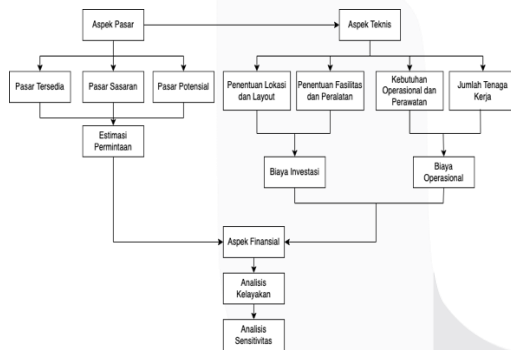 Aspek Pasar
Aspek Teknis
Pasar Tersedia
Pasar Sasaran
Pasar Potensial
Penentuan Lokasi
dan Layout
Penentuan Fasilitas
dan Peralatan
Kebutuhan
Operasional dan
Perawatan
Jumlah Tenaga
Kerja
Estimasi
Permintaan
Biaya Investasi
Biaya
Operasional
Aspek Finansial
Analisis
Kelayakan
Analisis
Sensitivitas